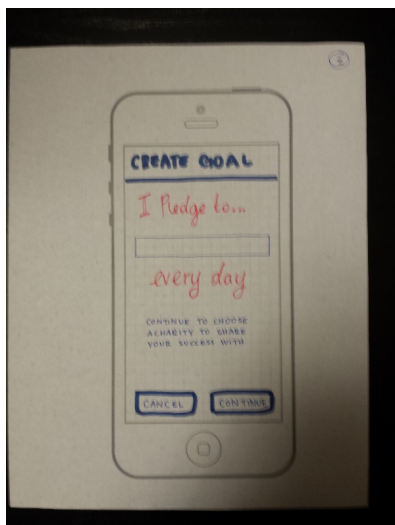 CREATE GOAL
I Pledge to...
every day
CONTINUE TO CHOOSE
A CHARITY TO SHARE
YOUR SUCCESS WITH
CANCEL
CONTINUE